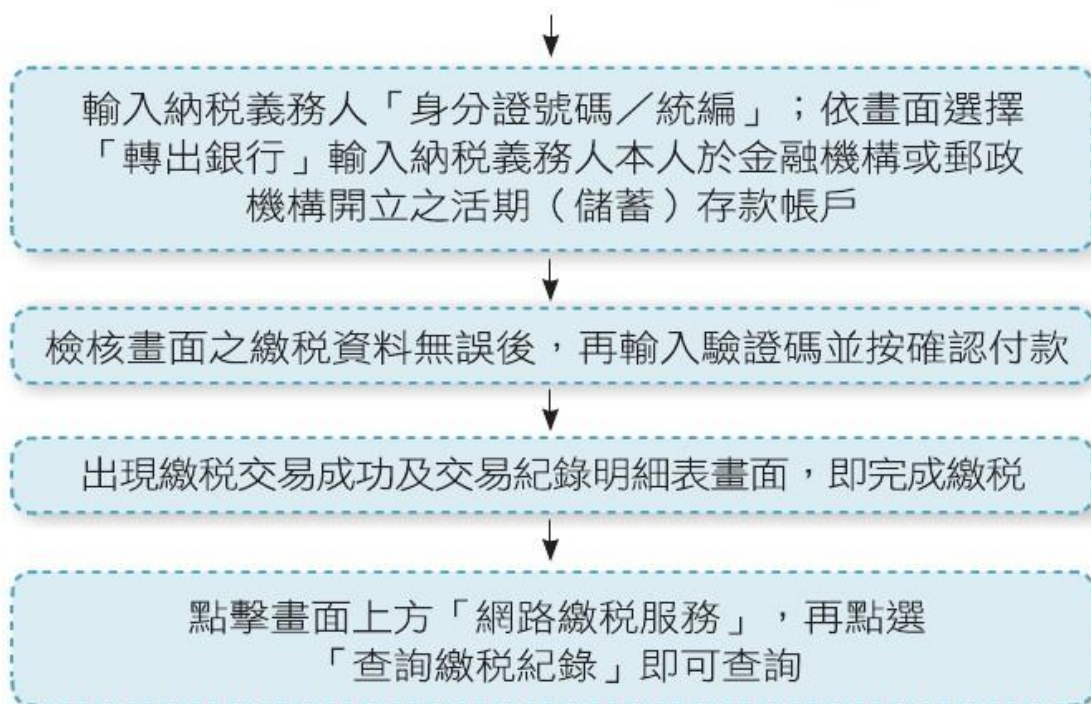 輸入納稅義務人「身分證號碼／統編」；依畫面選擇
「轉出銀行」輸入納稅義務人本人於金融機構或郵政
機構開立之活期（儲蓄）存款帳戶
檢核畫面之繳稅資料無誤後，再輸入驗證碼並按確認付款
出現繳稅交易成功及交易紀錄明細表畫面，即完成繳稅
點擊畫面上方「網路繳稅服務」，再點選
「查詢繳稅紀錄」即可查詢